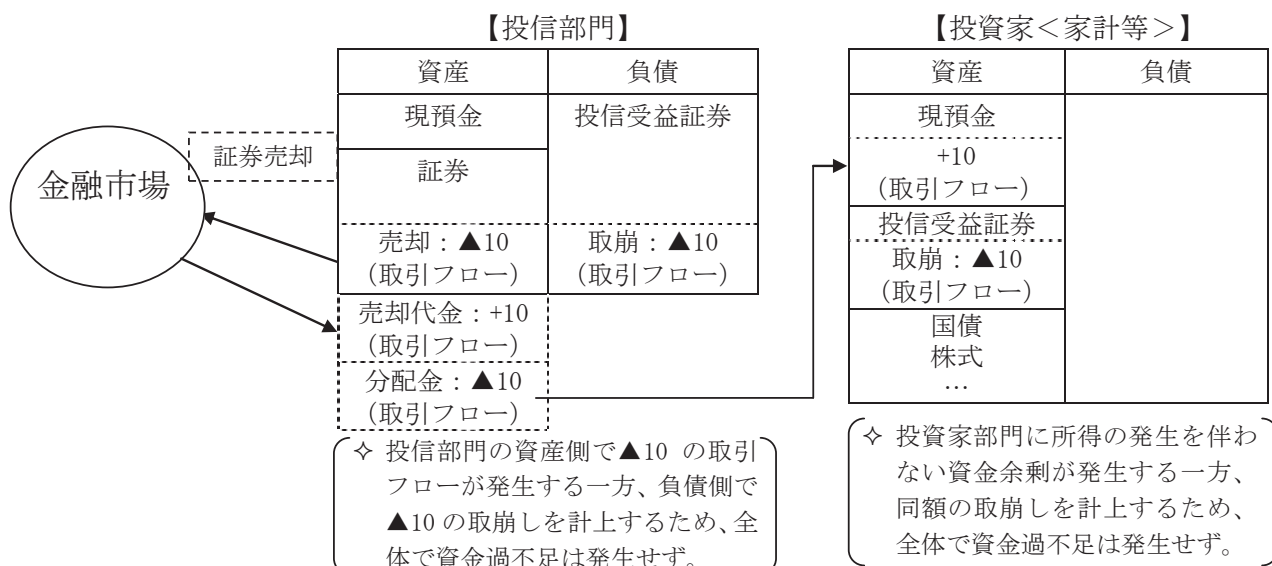 【投信部門】
資産
負債
現預金
投信受益証券
証券
売却：▲10
（取引フロー）
取崩：▲10
（取引フロー）
売却代金：+10
（取引フロー）
分配金：▲10
（取引フロー）
金融市場
証券売却
【投資家＜家計等＞】
資産
負債
現預金
+10
（取引フロー）
投信受益証券
取崩：▲10
（取引フロー）
国債
株式
…
✧ 投信部門の資産側で▲10 の取引
フローが発生する一方、負債側で
▲10 の取崩しを計上するため、全
体で資金過不足は発生せず。
✧ 投資家部門に所得の発生を伴わ
ない資金余剰が発生する一方、
同額の取崩しを計上するため、
全体で資金過不足は発生せず。